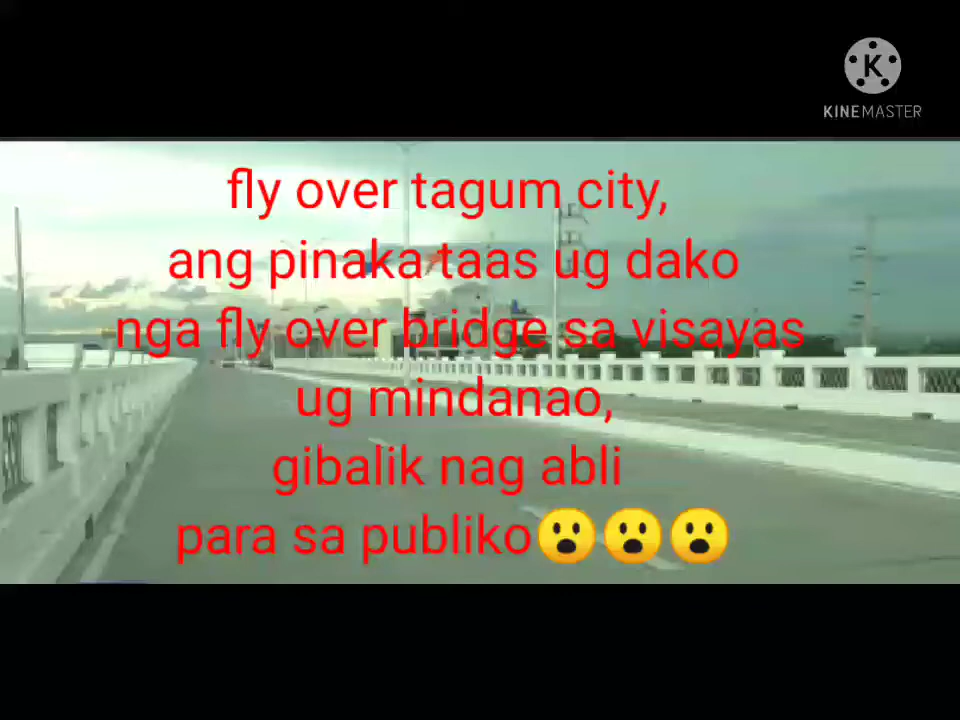 KINEMASTER
fly over tagum city,
ang pinaka taas ug dako
nga fly over bridge sa visayas
ug mindanao,
gibalik nag abli
para sa publiko😮😮😮